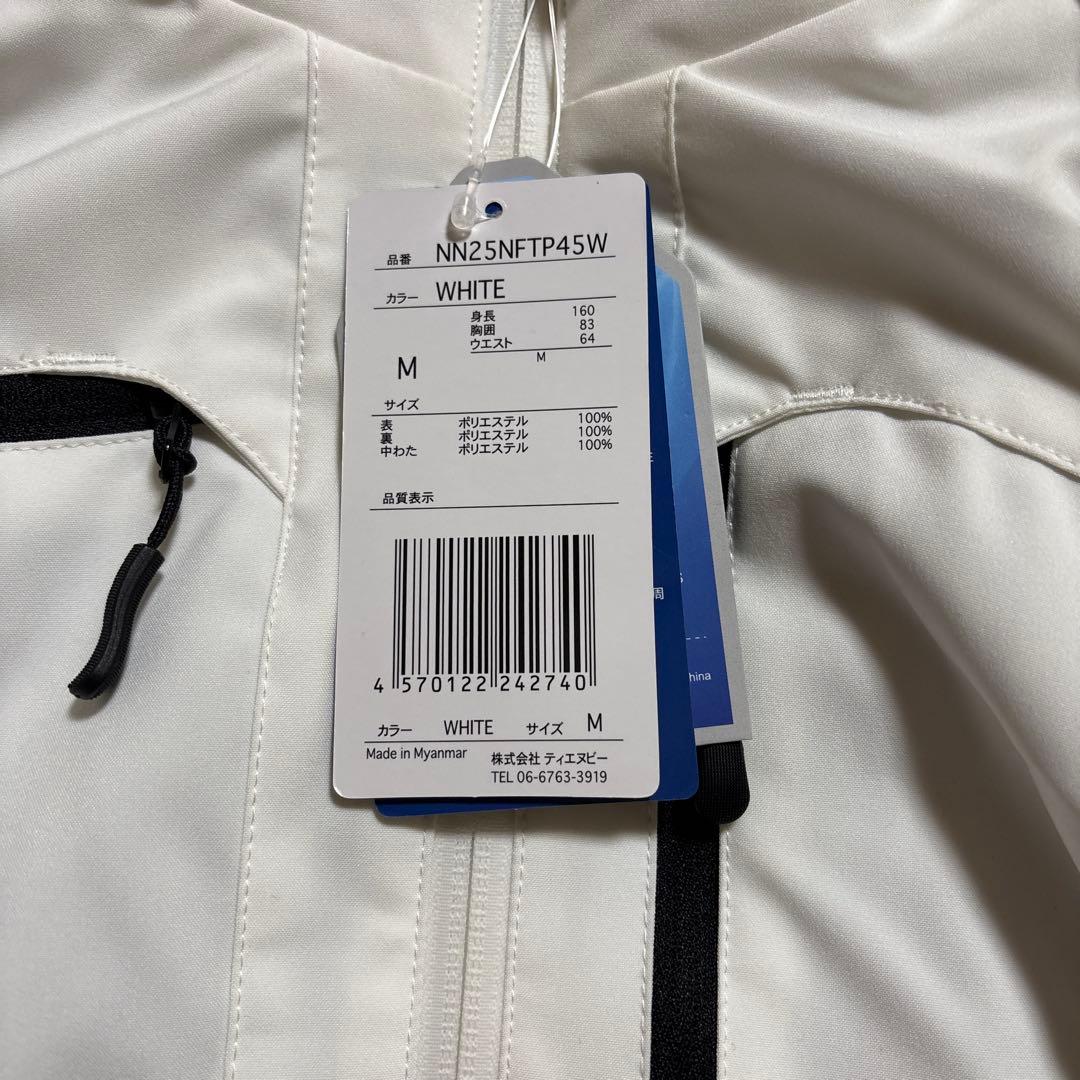 品番 NN25NFTP45W
カラー WHITE
身長 160
胸囲 83
ウエスト 64
M
M
サイズ
表 ポリエステル 100%
裏 ポリエステル 100%
中わた ポリエステル 100%
品質表示
4 570122 242740
カラー WHITE サイズ M
Made in Myanmar 株式会社 ティエヌビー
TEL 06-6763-3919
周